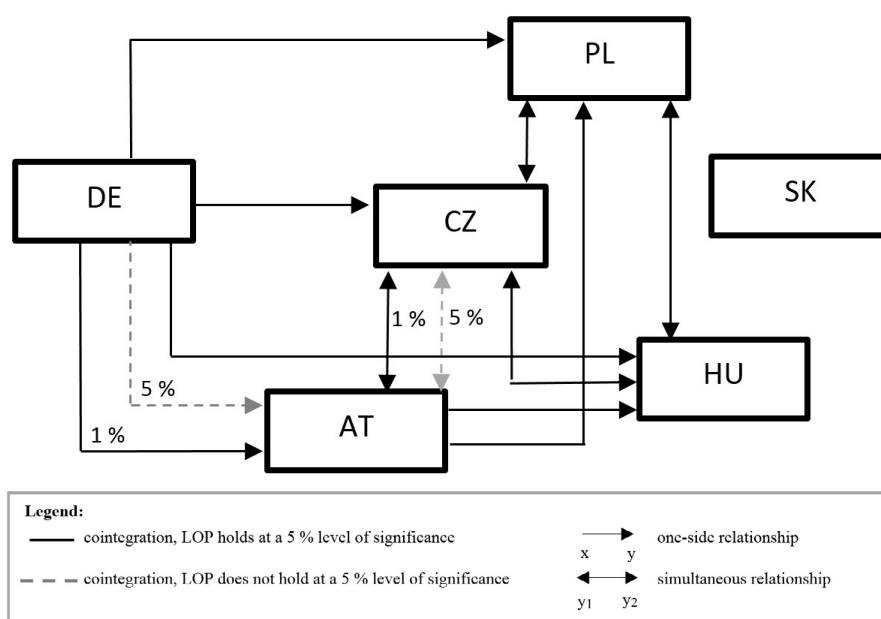 PL
DE
CZ
SK
1 %
5 %
HU
5 %
AT
1 %
Legend:
cointegration, LOP holds at a 5 % level of significance
one-side relationship
x y
cointegration, LOP does not hold at a 5 % level of significance
simultaneous relationship
y1 y2